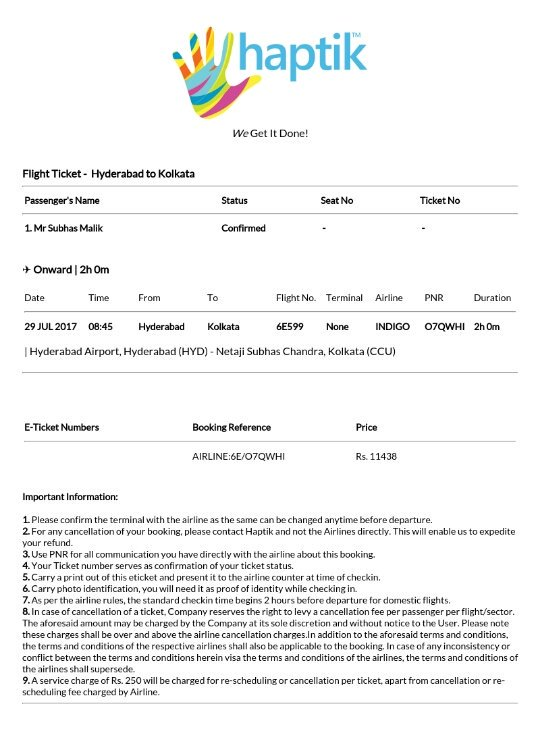 haptik™
We Get It Done!
Flight Ticket - Hyderabad to Kolkata
Passenger's Name Status Seat No Ticket No
1. Mr Subhas Malik Confirmed - -
✈ Onward | 2h 0m
Date Time From To Flight No. Terminal Airline PNR Duration
29 JUL 2017 08:45 Hyderabad Kolkata 6E599 None INDIGO O7QWHI 2h 0m
| Hyderabad Airport, Hyderabad (HYD) - Netaji Subhas Chandra, Kolkata (CCU)
E-Ticket Numbers Booking Reference Price
AIRLINE:6E/O7QWHI Rs. 11438
Important Information:
1. Please confirm the terminal with the airline as the same can be changed anytime before departure.
2. For any cancellation of your booking, please contact Haptik and not the Airlines directly. This will enable us to expedite
your refund.
3. Use PNR for all communication you have directly with the airline about this booking.
4. Your Ticket number serves as confirmation of your ticket status.
5. Carry a print out of this eticket and present it to the airline counter at time of checkin.
6. Carry photo identification, you will need it as proof of identity while checking in.
7. As per the airline rules, the standard checkin time begins 2 hours before departure for domestic flights.
8. In case of cancellation of a ticket, Company reserves the right to levy a cancellation fee per passenger per flight/sector.
The aforesaid amount may be charged by the Company at its sole discretion and without notice to the User. Please note
these charges shall be over and above the airline cancellation charges.In addition to the aforesaid terms and conditions,
the terms and conditions of the respective airlines shall also be applicable to the booking. In case of any inconsistency or
conflict between the terms and conditions herein visa the terms and conditions of the airlines, the terms and conditions of
the airlines shall supersede.
9. A service charge of Rs. 250 will be charged for re-scheduling or cancellation per ticket, apart from cancellation or re-
scheduling fee charged by Airline.